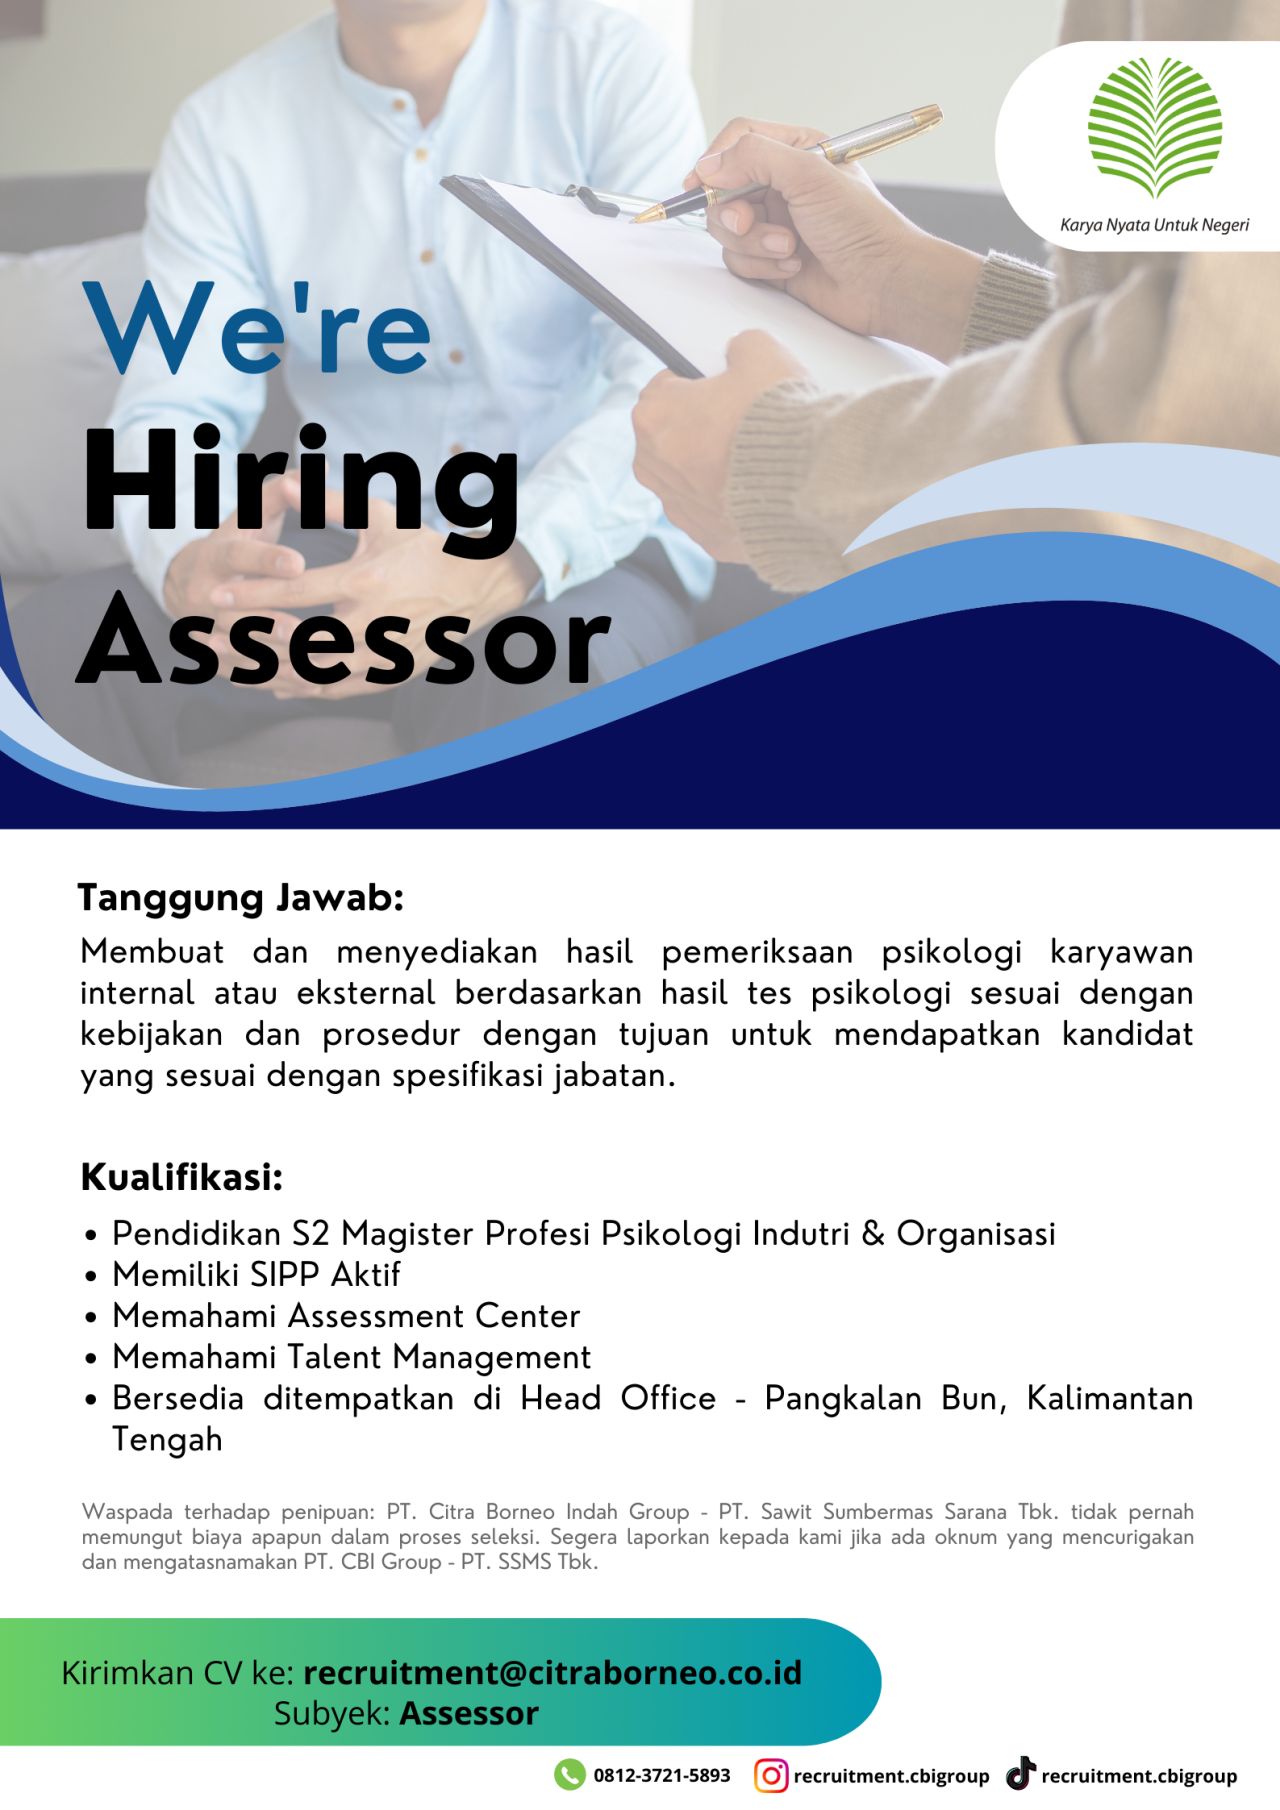 Karya Nyata Untuk Negeri
We're
Hiring
Assessor
Tanggung Jawab:
Membuat dan menyediakan hasil pemeriksaan psikologi karyawan
internal atau eksternal berdasarkan hasil tes psikologi sesuai dengan
kebijakan dan prosedur dengan tujuan untuk mendapatkan kandidat
yang sesuai dengan spesifikasi jabatan.
Kualifikasi:
• Pendidikan S2 Magister Profesi Psikologi Indutri & Organisasi
• Memiliki SIPP Aktif
• Memahami Assessment Center
• Memahami Talent Management
• Bersedia ditempatkan di Head Office - Pangkalan Bun, Kalimantan
Tengah
Waspada terhadap penipuan: PT. Citra Borneo Indah Group - PT. Sawit Sumbermas Sarana Tbk. tidak pernah
memungut biaya apapun dalam proses seleksi. Segera laporkan kepada kami jika ada oknum yang mencurigakan
dan mengatasnamakan PT. CBI Group - PT. SSMS Tbk.
Kirimkan CV ke: recruitment@citraborneo.co.id
Subyek: Assessor
0812-3721-5893 recruitment.cbigroup recruitment.cbigroup